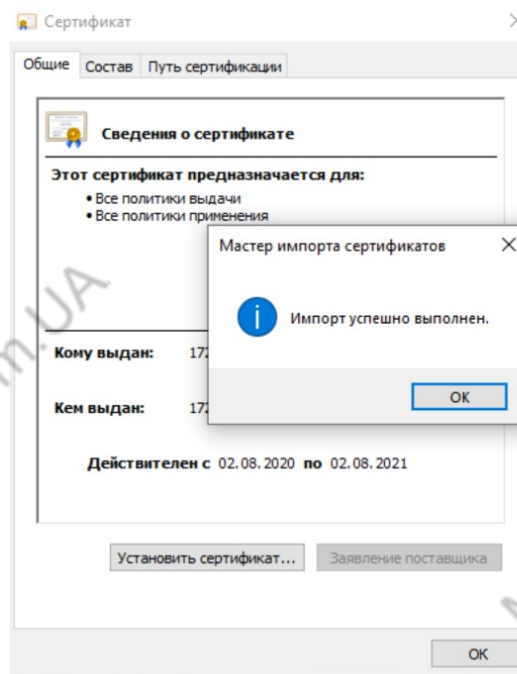 Сертификат
Общие Состав Путь сертификации
Сведения о сертификате
Этот сертификат предназначается для:
• Все политики выдачи
• Все политики применения
Мастер импорта сертификатов
Импорт успешно выполнен.
OK
Кому выдан:
Кем выдан:
Действителен с 02.08.2020 по 02.08.2021
Установить сертификат... Заявление поставщика
OK
m.UA